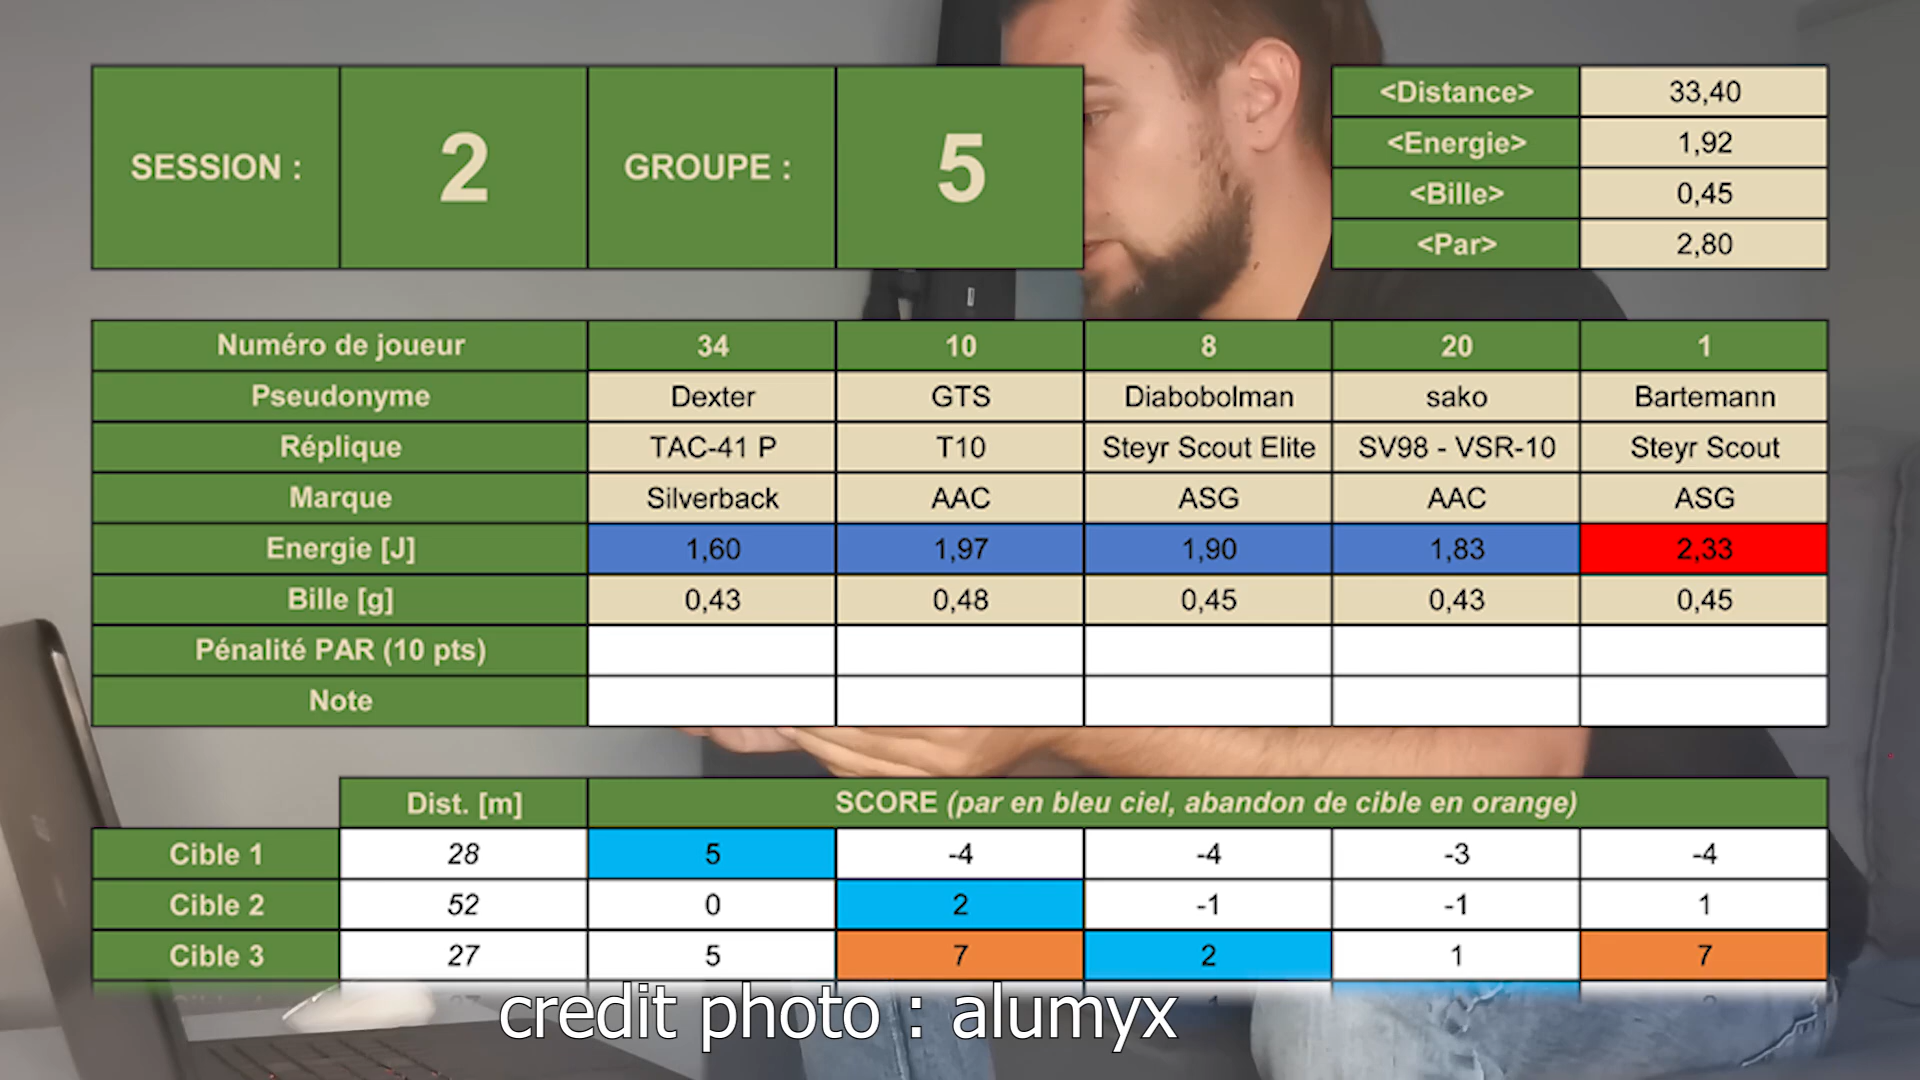 SESSION : 2 GROUPE : 5
<Distance> 33,40
<Energie> 1,92
<Bille> 0,45
<Par> 2,80
Numéro de joueur 34 10 8 20 1
Pseudonyme Dexter GTS Diabobolman sako Bartemann
Réplique TAC-41 P T10 Steyr Scout Elite SV98 - VSR-10 Steyr Scout
Marque Silverback AAC ASG AAC ASG
Energie [J] 1,60 1,97 1,90 1,83 2,33
Bille [g] 0,43 0,48 0,45 0,43 0,45
Pénalité PAR (10 pts)
Note
Dist. [m] SCORE (par en bleu ciel, abandon de cible en orange)
Cible 1 28 5 -4 -4 -3 -4
Cible 2 52 0 2 -1 -1 1
Cible 3 27 5 7 2 1 7
credit photo : alumyx